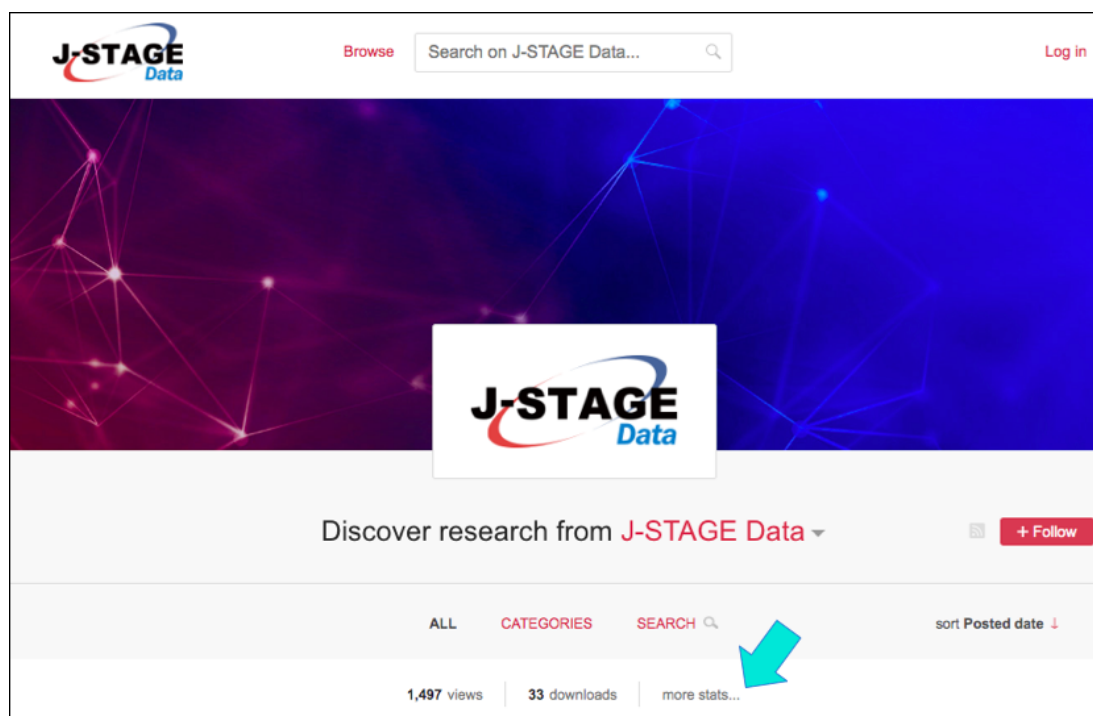 J-STAGE
Data
Browse
Search on J-STAGE Data...
Log in
J-STAGE
Data
Discover research from J-STAGE Data
+ Follow
ALL CATEGORIES SEARCH
sort Posted date ↓
1,497 views 33 downloads more stats...